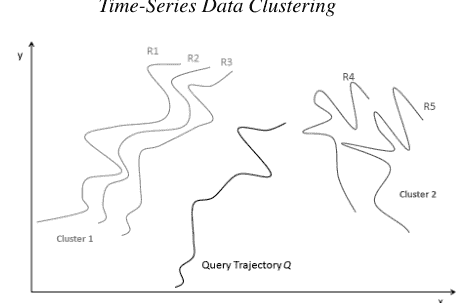 Time-Series Data Clustering
y
R1
R2
R3
R4
R5
Cluster 2
Cluster 1
Query Trajectory Q
x